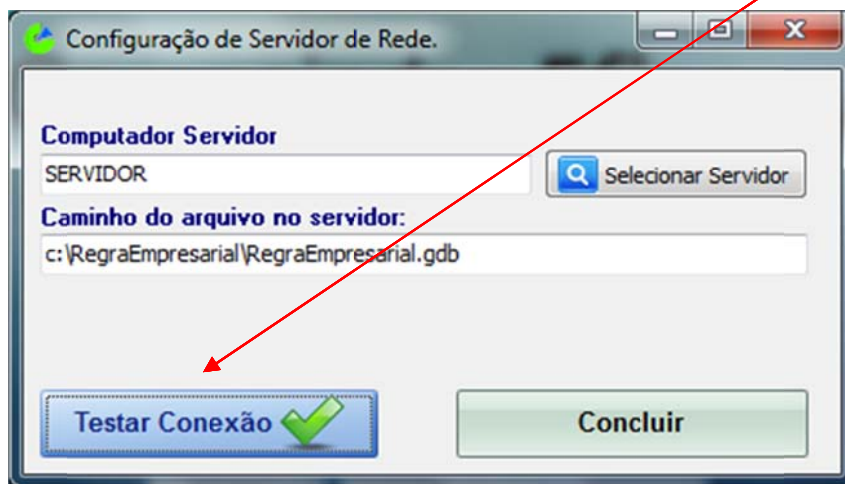 Configuração de Servidor de Rede.
Computador Servidor
SERVIDOR
Selecionar Servidor
Caminho do arquivo no servidor:
c:\RegraEmpresarial\RegraEmpresarial.gdb
Testar Conexão
Concluir